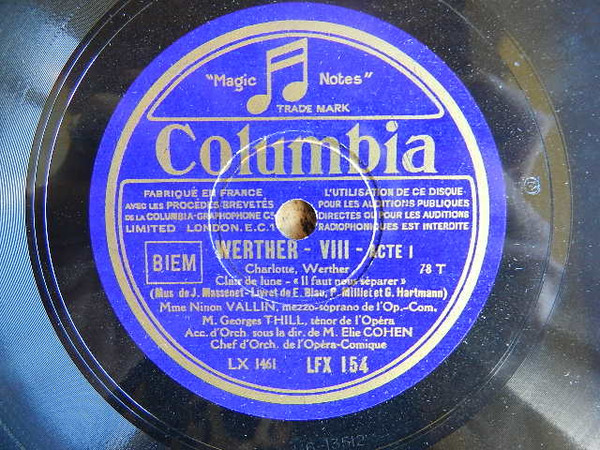 "Magic Notes"
TRADE MARK
Columbia
FABRIQUÉ EN FRANCE
AVEC LES PROCÉDÉS BREVETÉS
DE LA COLUMBIA-GRAPHOPHONE CO
LIMITED LONDON. E.C.1
L'UTILISATION DE CE DISQUE
POUR LES AUDITIONS PUBLIQUES
DIRECTES OU POUR LES AUDITIONS
RADIOPHONIQUES EST INTERDITE
BIEM
WERTHER - VIII - ACTE I
Charlotte, Werther 78 T
Clair de lune - « Il faut nous séparer »
(Mus de J. Massenet - Livret de E. Blau, P. Milliet et G. Hartmann)
Mme Ninon VALLIN, mezzo-soprano de l'Op.-Com.
M. Georges THILL, ténor de l'Opéra
Acc. d'Orch. sous la dir. de M. Elie COHEN
Chef d'Orch. de l'Opéra-Comique
LX 1461 LFX 154